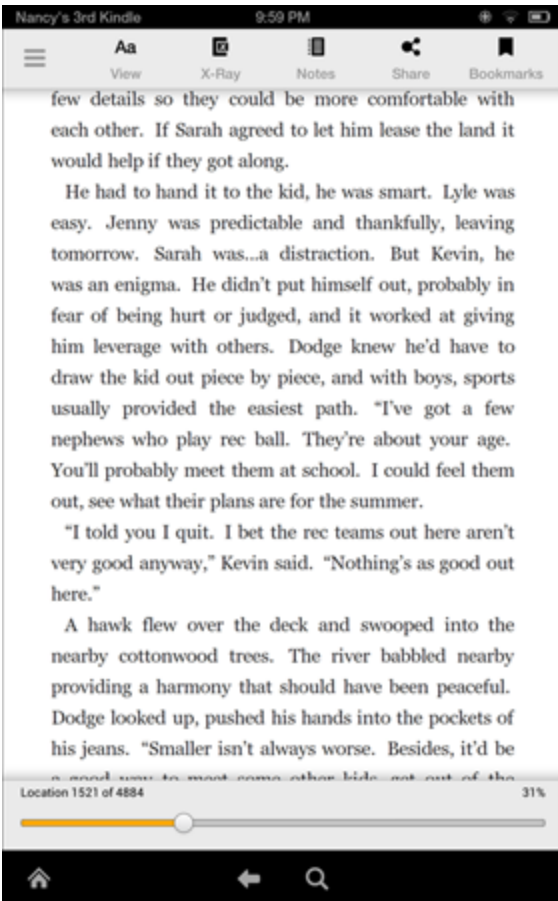 Nancy's 3rd Kindle 9:59 PM
Aa
View X-Ray Notes Share Bookmarks
few details so they could be more comfortable with
each other. If Sarah agreed to let him lease the land it
would help if they got along.
He had to hand it to the kid, he was smart. Lyle was
easy. Jenny was predictable and thankfully, leaving
tomorrow. Sarah was...a distraction. But Kevin, he
was an enigma. He didn't put himself out, probably in
fear of being hurt or judged, and it worked at giving
him leverage with others. Dodge knew he'd have to
draw the kid out piece by piece, and with boys, sports
usually provided the easiest path. “I've got a few
nephews who play rec ball. They're about your age.
You'll probably meet them at school. I could feel them
out, see what their plans are for the summer.
“I told you I quit. I bet the rec teams out here aren't
very good anyway,” Kevin said. “Nothing's as good out
here.”
A hawk flew over the deck and swooped into the
nearby cottonwood trees. The river babbled nearby
providing a harmony that should have been peaceful.
Dodge looked up, pushed his hands into the pockets of
his jeans. “Smaller isn't always worse. Besides, it'd be
a good way to meet some other kids, get out of the
Location 1521 of 4884 31%